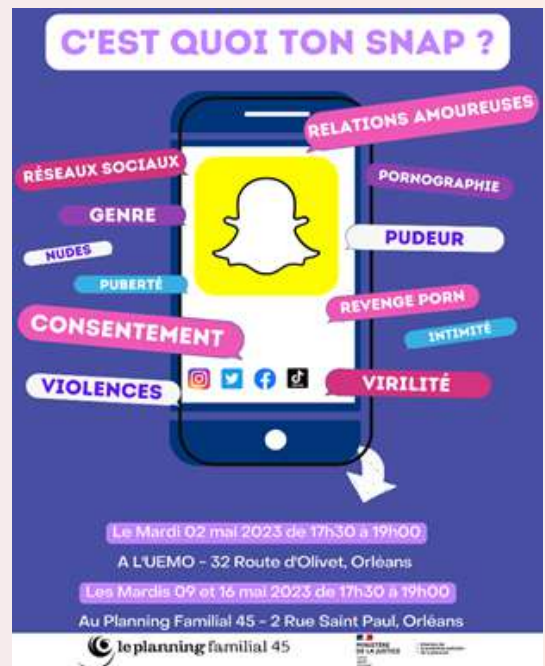 C'EST QUOI TON SNAP ?
RELATIONS AMOUREUSES
RÉSEAUX SOCIAUX
PORNOGRAPHIE
GENRE
PUDEUR
NUDES
PUBERTÉ
REVENGE PORN
CONSENTEMENT
INTIMITÉ
VIOLENCES
VIRILITÉ
Le Mardi 02 mai 2023 de 17h30 à 19h00
A L'UEMO - 32 Route d'Olivet, Orléans
Les Mardis 09 et 16 mai 2023 de 17h30 à 19h00
Au Planning Familial 45 - 2 Rue Saint Paul, Orléans
le planning familial 45
MINISTÈRE
DE LA JUSTICE